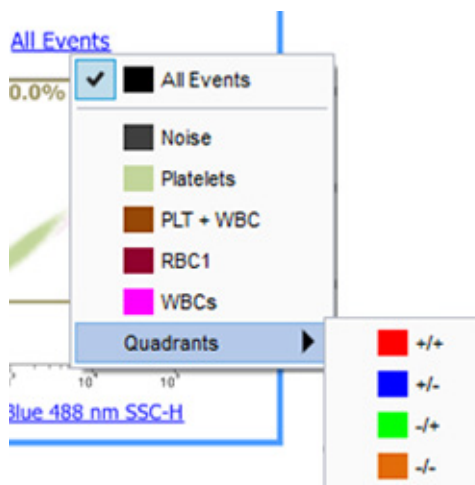 All Events
All Events
0.0%
Noise
Platelets
PLT + WBC
RBC1
WBCs
Quadrants
+/+
+/-
-/+
-/-
Blue 488 nm SSC-H